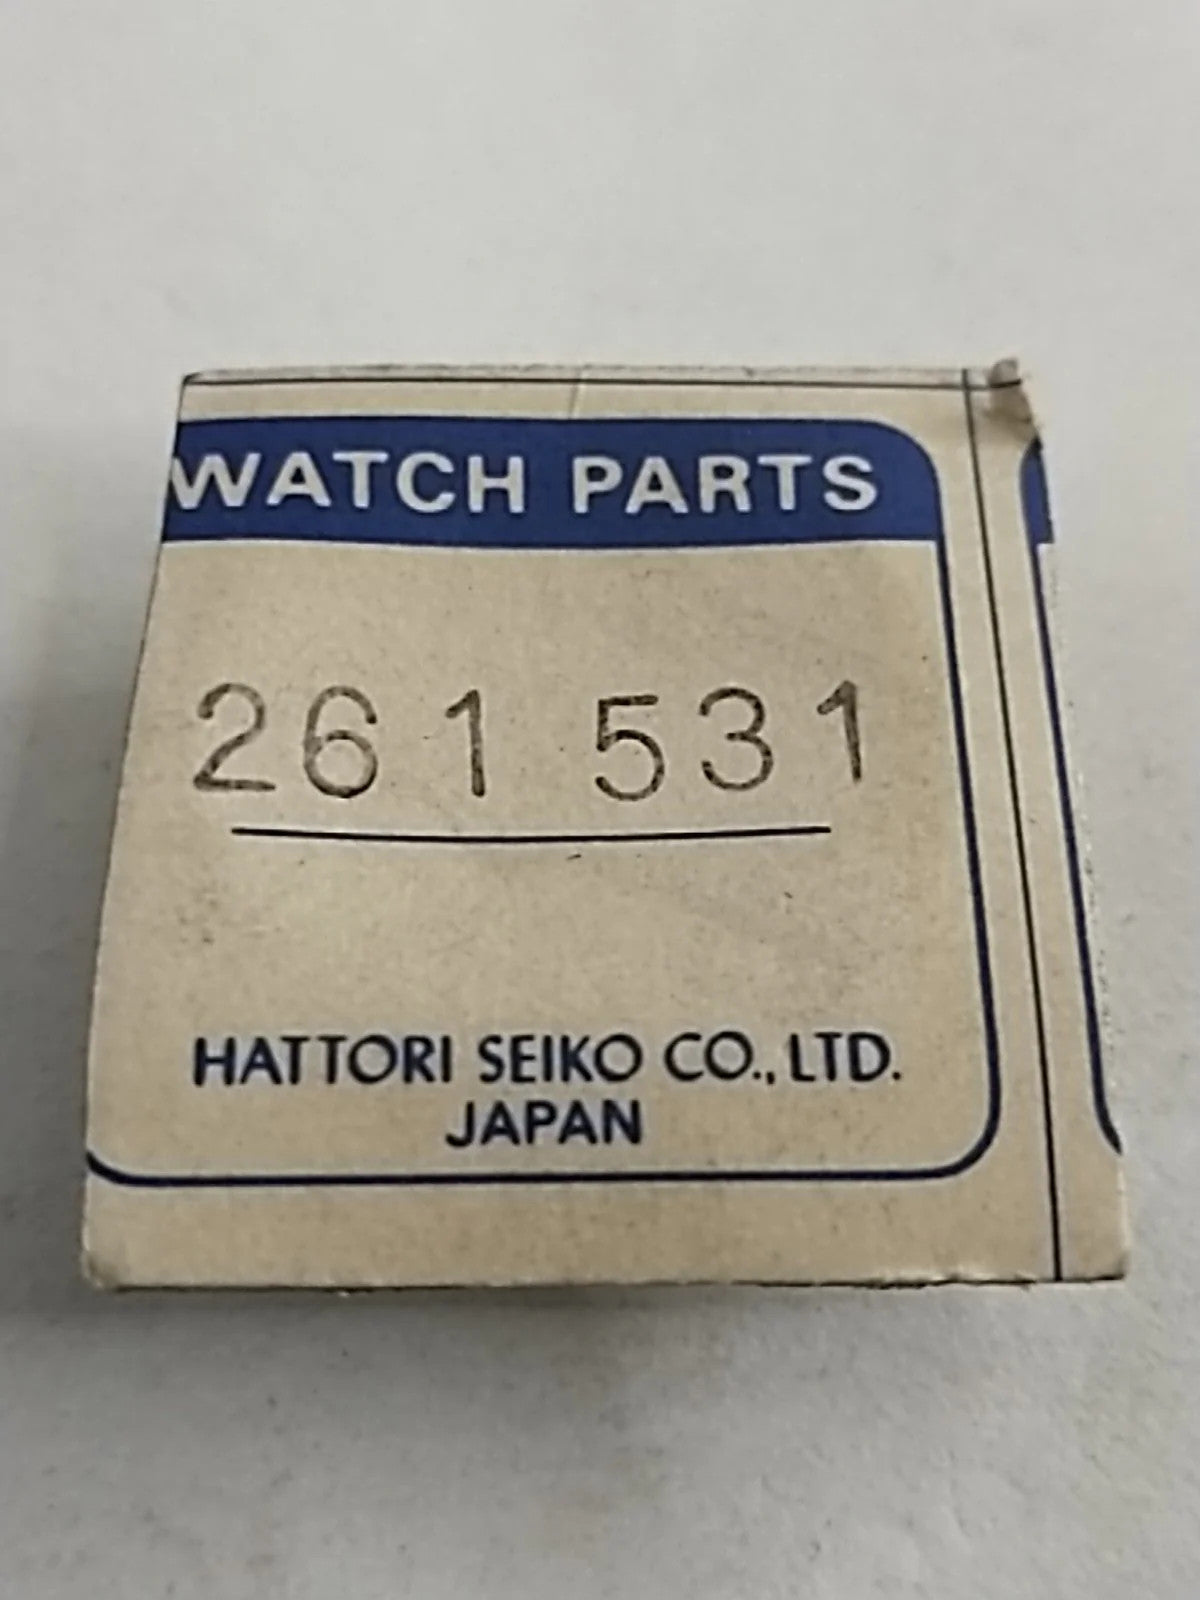 WATCH PARTS
261 531
HATTORI SEIKO CO., LTD.
JAPAN